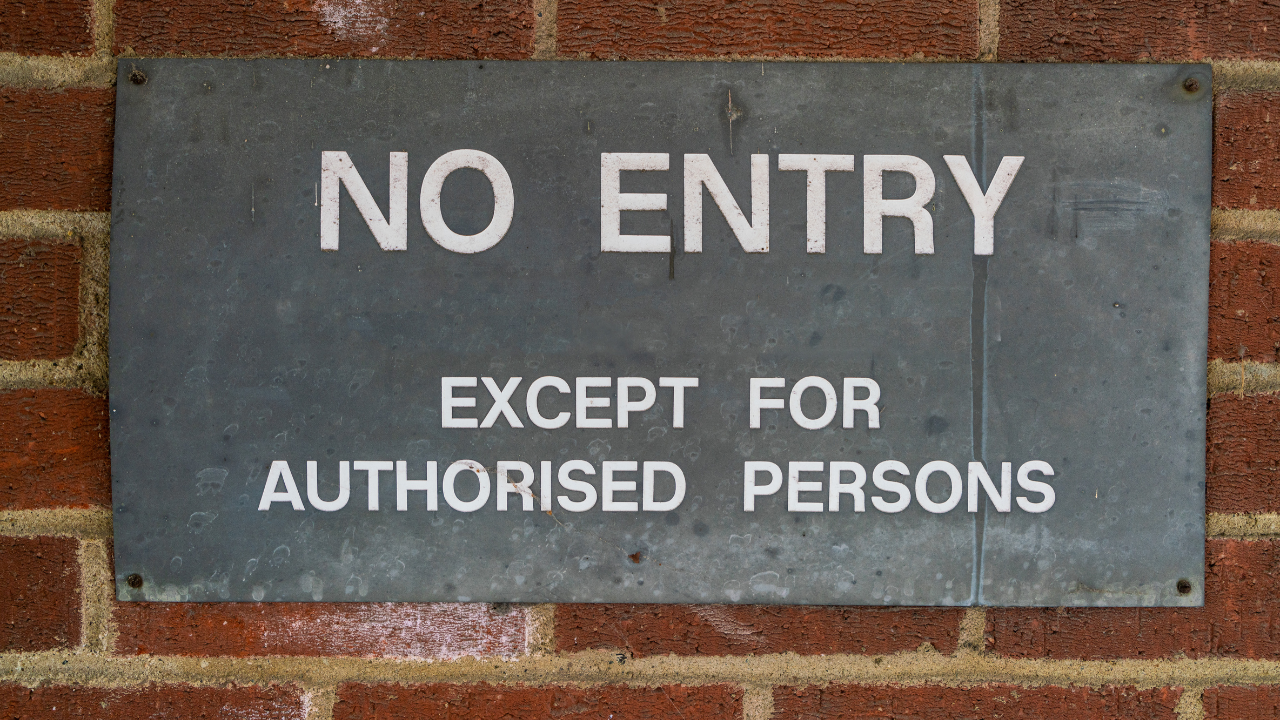 NO ENTRY
EXCEPT FOR
AUTHORISED PERSONS